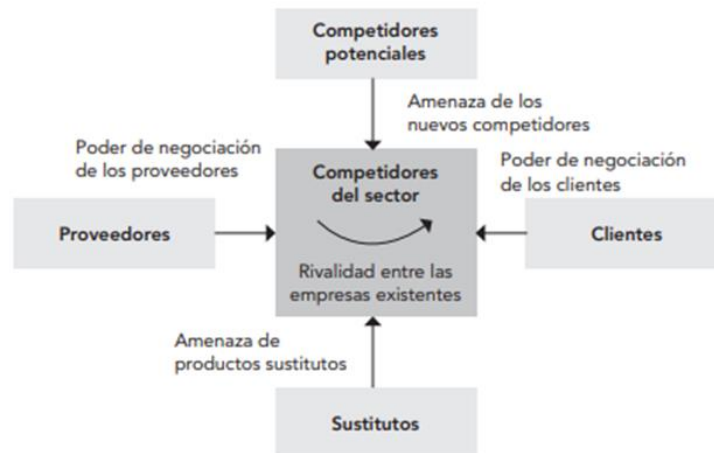 Competidores
potenciales
Amenaza de los
nuevos competidores
Poder de negociación
de los proveedores
Competidores
del sector
Poder de negociación
de los clientes
Proveedores
Clientes
Rivalidad entre las
empresas existentes
Amenaza de
productos sustitutos
Sustitutos